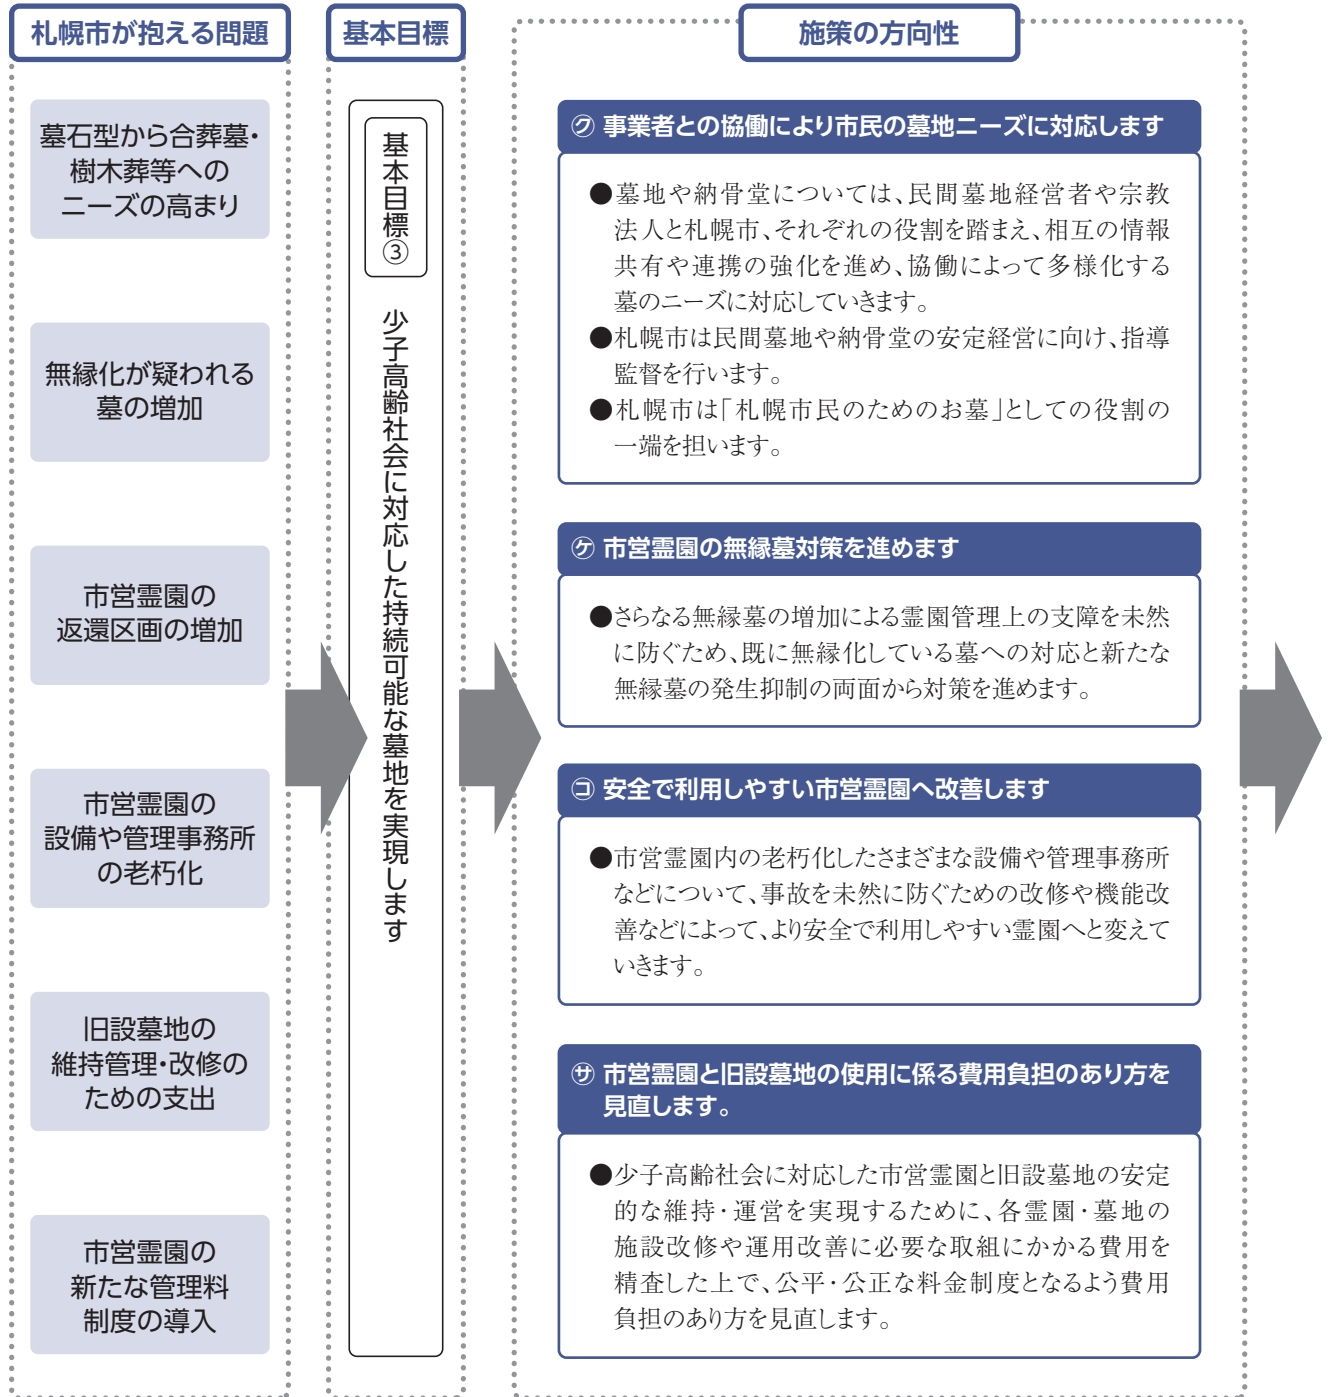 札幌市が抱える問題
墓石型から合葬墓・
樹木葬等への
ニーズの高まり
無縁化が疑われる
墓の増加
市営霊園の
返還区画の増加
市営霊園の
設備や管理事務所
の老朽化
旧設墓地の
維持管理・改修の
ための支出
市営霊園の
新たな管理料
制度の導入
基本目標
基本目標③
少子高齢社会に対応した持続可能な墓地を実現します
施策の方向性
㋗ 事業者との協働により市民の墓地ニーズに対応します
●墓地や納骨堂については、民間墓地経営者や宗教
法人と札幌市、それぞれの役割を踏まえ、相互の情報
共有や連携の強化を進め、協働によって多様化する
墓のニーズに対応していきます。
●札幌市は民間墓地や納骨堂の安定経営に向け、指導
監督を行います。
●札幌市は「札幌市民のためのお墓」としての役割の
一端を担います。
㋘ 市営霊園の無縁墓対策を進めます
●さらなる無縁墓の増加による霊園管理上の支障を未然
に防ぐため、既に無縁化している墓への対応と新たな
無縁墓の発生抑制の両面から対策を進めます。
㋙ 安全で利用しやすい市営霊園へ改善します
●市営霊園内の老朽化したさまざまな設備や管理事務所
などについて、事故を未然に防ぐための改修や機能改
善などによって、より安全で利用しやすい霊園へと変えて
いきます。
㋚ 市営霊園と旧設墓地の使用に係る費用負担のあり方を
見直します。
●少子高齢社会に対応した市営霊園と旧設墓地の安定
的な維持・運営を実現するために、各霊園・墓地の
施設改修や運用改善に必要な取組にかかる費用を
精査した上で、公平・公正な料金制度となるよう費用
負担のあり方を見直します。